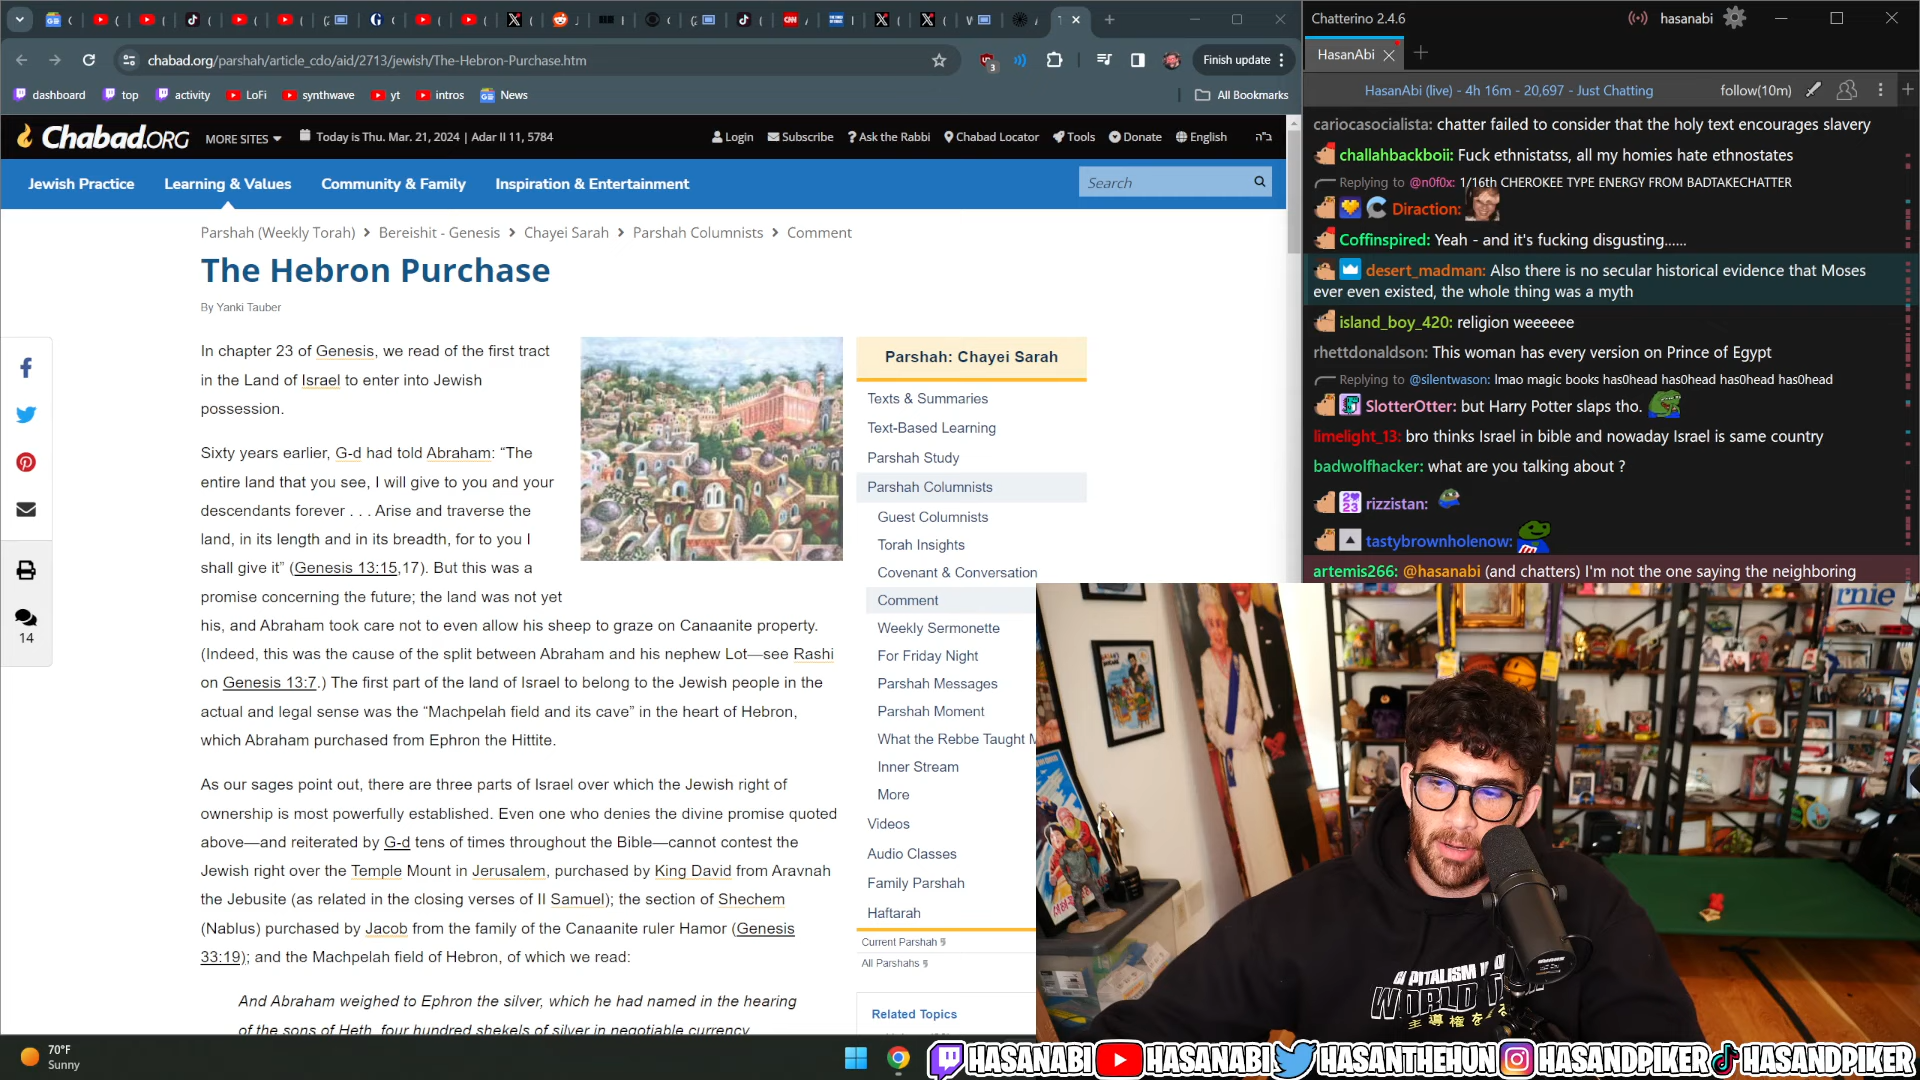 chabad.org/parshah/article_cdo/aid/2713/jewish/The-Hebron-Purchase.htm
Finish update
dashboard
top
activity
LoFi
synthwave
yt
intros
News
All Bookmarks
Chabad.ORG
MORE SITES
Today is Thu. Mar. 21, 2024 | Adar II 11, 5784
Login
Subscribe
Ask the Rabbi
Chabad Locator
Tools
Donate
English
ב"ה
Jewish Practice
Learning & Values
Community & Family
Inspiration & Entertainment
Search
Parshah (Weekly Torah) > Bereishit - Genesis > Chayei Sarah > Parshah Columnists > Comment
The Hebron Purchase
By Yanki Tauber
14
In chapter 23 of Genesis, we read of the first tract
in the Land of Israel to enter into Jewish
possession.
Sixty years earlier, G-d had told Abraham: “The
entire land that you see, I will give to you and your
descendants forever . . . Arise and traverse the
land, in its length and in its breadth, for to you I
shall give it” (Genesis 13:15,17). But this was a
promise concerning the future; the land was not yet
his, and Abraham took care not to even allow his sheep to graze on Canaanite property.
(Indeed, this was the cause of the split between Abraham and his nephew Lot—see Rashi
on Genesis 13:7.) The first part of the land of Israel to belong to the Jewish people in the
actual and legal sense was the “Machpelah field and its cave” in the heart of Hebron,
which Abraham purchased from Ephron the Hittite.
As our sages point out, there are three parts of Israel over which the Jewish right of
ownership is most powerfully established. Even one who denies the divine promise quoted
above—and reiterated by G-d tens of times throughout the Bible—cannot contest the
Jewish right over the Temple Mount in Jerusalem, purchased by King David from Aravnah
the Jebusite (as related in the closing verses of II Samuel); the section of Shechem
(Nablus) purchased by Jacob from the family of the Canaanite ruler Hamor (Genesis
33:19); and the Machpelah field of Hebron, of which we read:
And Abraham weighed to Ephron the silver, which he had named in the hearing
of the sons of Heth, four hundred shekels of silver in negotiable currency
Parshah: Chayei Sarah
Texts & Summaries
Text-Based Learning
Parshah Study
Parshah Columnists
Guest Columnists
Torah Insights
Covenant & Conversation
Comment
Weekly Sermonette
For Friday Night
Parshah Messages
Parshah Moment
What the Rebbe Taught M
Inner Stream
More
Videos
Audio Classes
Family Parshah
Haftarah
Current Parshah
All Parshahs
Related Topics
Chatterino 2.4.6
hasanabi
HasanAbi
HasanAbi (live) - 4h 16m - 20,697 - Just Chatting
follow(10m)
cariocasocialista: chatter failed to consider that the holy text encourages slavery
challahbackboii: Fuck ethnistatss, all my homies hate ethnostates
Replying to @n0f0x: 1/16th CHEROKEE TYPE ENERGY FROM BADTAKECHATTER
Diraction:
Coffinspired: Yeah - and it's fucking disgusting......
desert_madman: Also there is no secular historical evidence that Moses
ever even existed, the whole thing was a myth
island_boy_420: religion weeeeee
rhettdonaldson: This woman has every version on Prince of Egypt
Replying to @silentwason: lmao magic books has0head has0head has0head has0head
SlotterOtter: but Harry Potter slaps tho.
limelight_13: bro thinks Israel in bible and nowaday Israel is same country
badwolfhacker: what are you talking about ?
rizzistan:
tastybrownholenow:
artemis266: @hasanabi (and chatters) I'm not the one saying the neighboring
rnie
WORLD
主導権を
70°F
Sunny
HASANABI
HASANABI
HASANTHEHUN
HASANDPIKER
HASANDPIKER